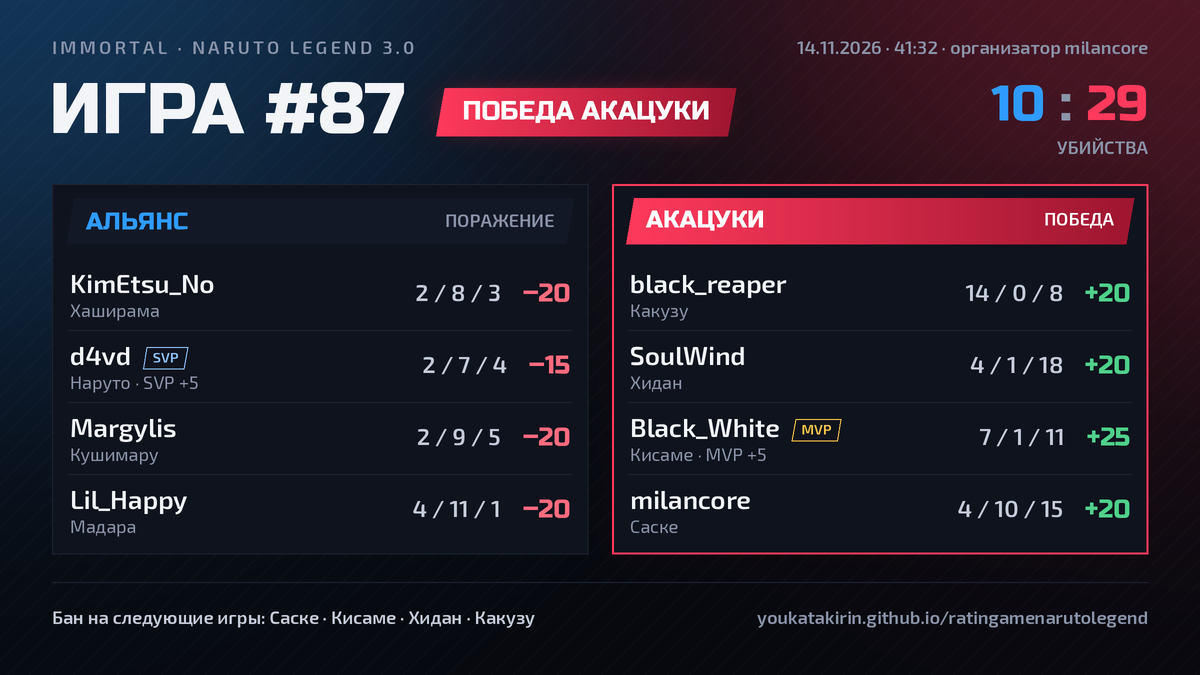 IMMORTAL · NARUTO LEGEND 3.0
14.11.2026 · 41:32 · организатор milancore
ИГРА #87
ПОБЕДА АКАЦУКИ
10 : 29
УБИЙСТВА
АЛЬЯНС ПОРАЖЕНИЕ
KimEtsu_No 2 / 8 / 3 −20
Хаширама
d4vd SVP 2 / 7 / 4 −15
Наруто · SVP +5
Margylis 2 / 9 / 5 −20
Кушимару
Lil_Happy 4 / 11 / 1 −20
Мадара
АКАЦУКИ ПОБЕДА
black_reaper 14 / 0 / 8 +20
Какузу
SoulWind 4 / 1 / 18 +20
Хидан
Black_White MVP 7 / 1 / 11 +25
Кисаме · MVP +5
milancore 4 / 10 / 15 +20
Саске
Бан на следующие игры: Саске · Кисаме · Хидан · Какузу
youkatakirin.github.io/ratingamenarutolegend